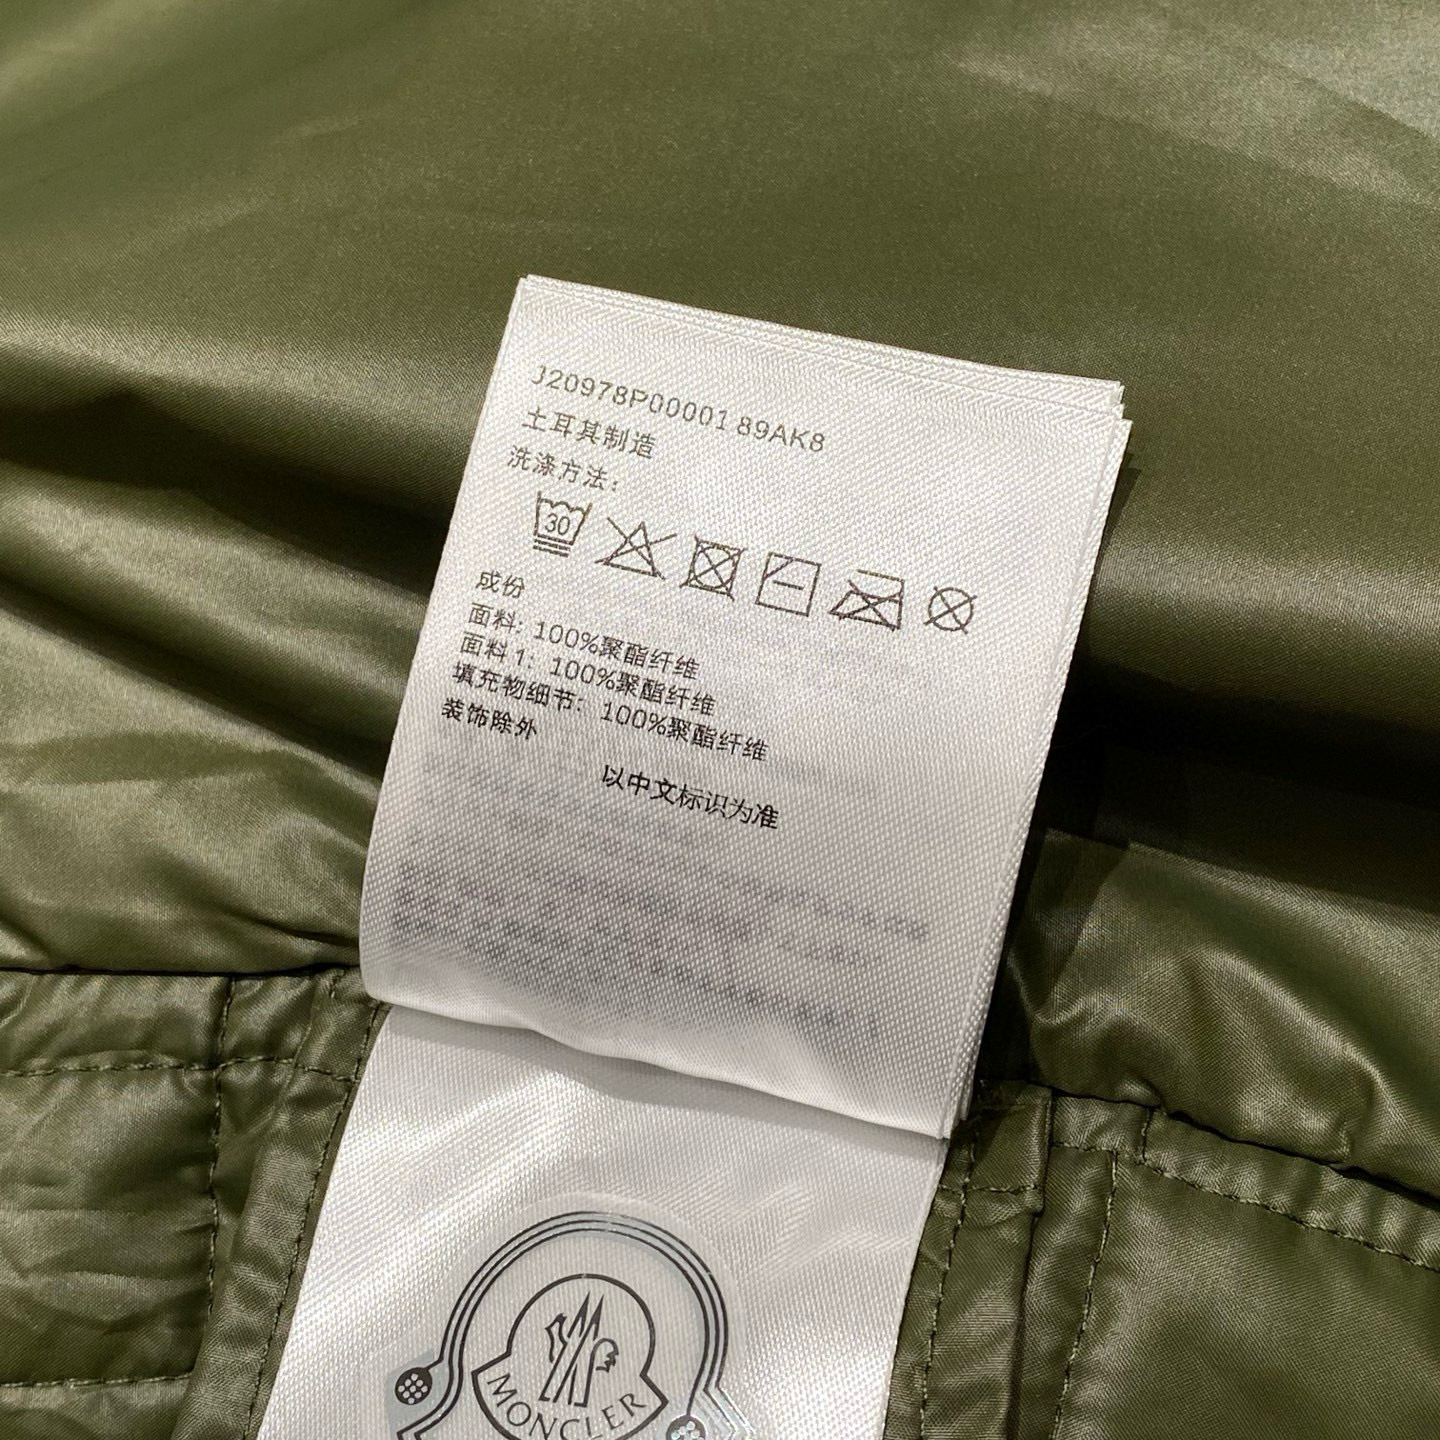 J20978P00001 89AK8
土耳其制造
洗涤方法：
30
成份
面料: 100%聚酯纤维
面料 1: 100%聚酯纤维
填充物细节: 100%聚酯纤维
装饰除外
以中文标识为准
MONCLER